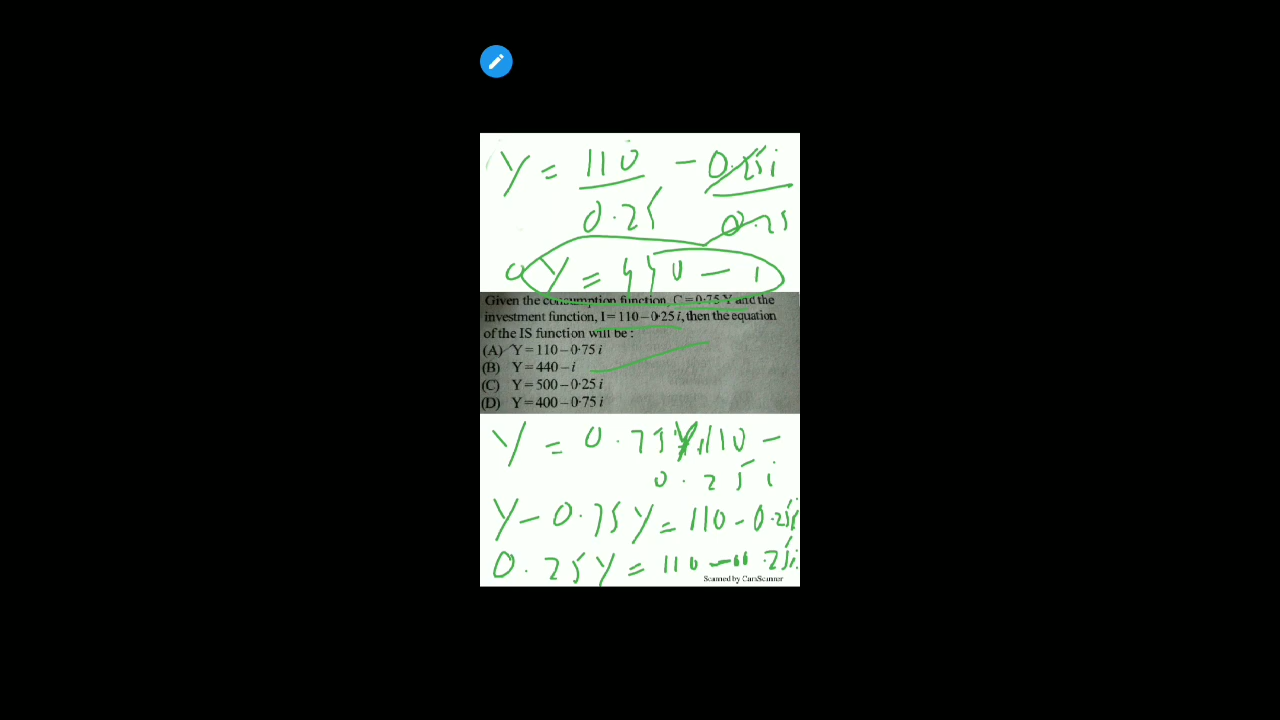 Y = 110 - 0.25i
0.25 0.25
Y = 440 - i
Given the consumption function, C = 0·75 Y and the
investment function, I = 110 – 0·25 i, then the equation
of the IS function will be :
(A) Y = 110 – 0·75 i
(B) Y = 440 – i
(C) Y = 500 – 0·25 i
(D) Y = 400 – 0·75 i
Y = 0.75Y+110 -
0.25i
Y - 0.75Y = 110 - 0.25i
0.25Y = 110 - 0.25i
Scanned by CamScanner